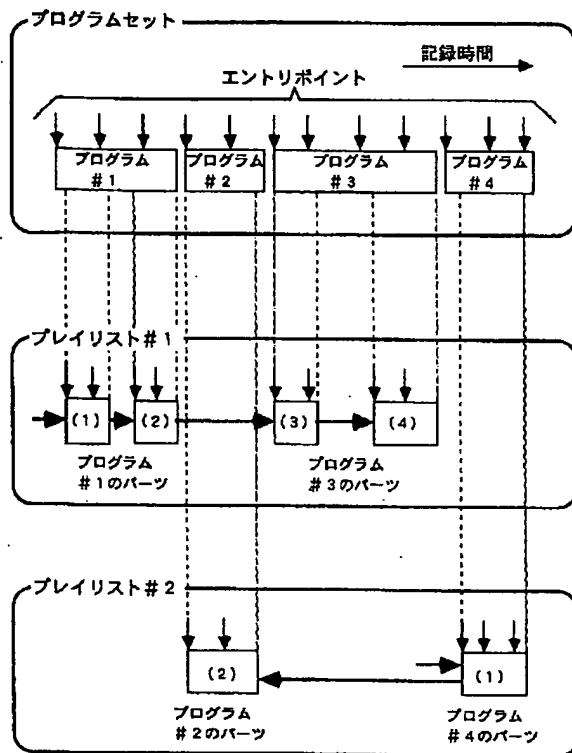 プログラムセット
記録時間
エントリポイント
プログラム
#1
プログラム
#2
プログラム
#3
プログラム
#4
プレイリスト#1
(1)
(2)
(3)
(4)
プログラム
#1のパーツ
プログラム
#3のパーツ
プレイリスト#2
(2)
(1)
プログラム
#2のパーツ
プログラム
#4のパーツ